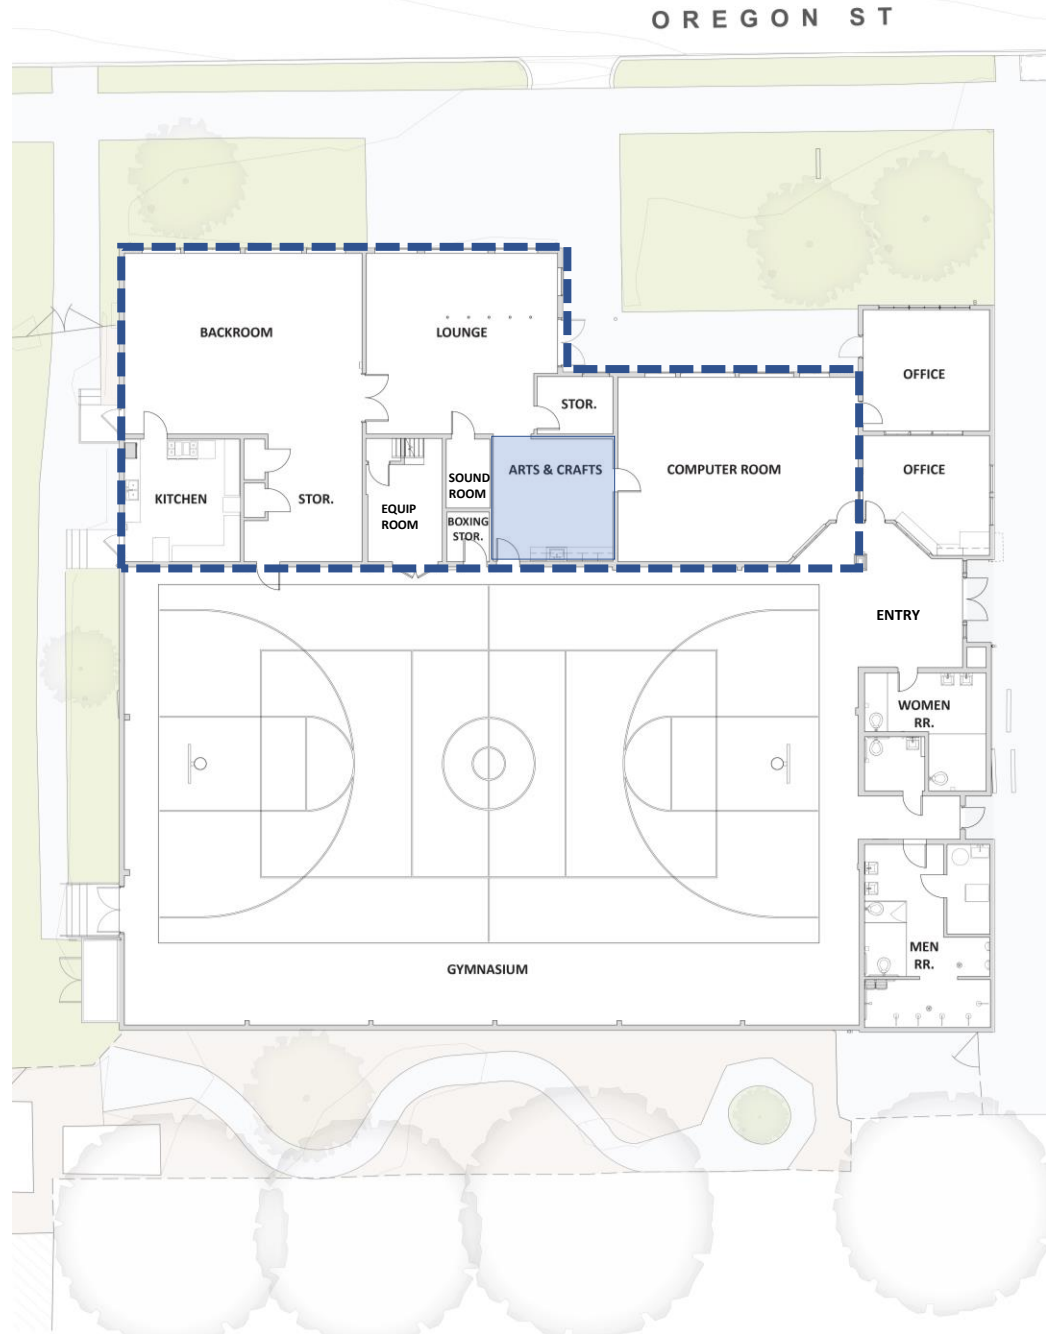 OREGON ST
BACKROOM
LOUNGE
OFFICE
STOR.
ARTS & CRAFTS
COMPUTER ROOM
OFFICE
KITCHEN
STOR.
SOUND
ROOM
EQUIP
ROOM
BOXING
STOR.
ENTRY
WOMEN
RR.
MEN
RR.
GYMNASIUM